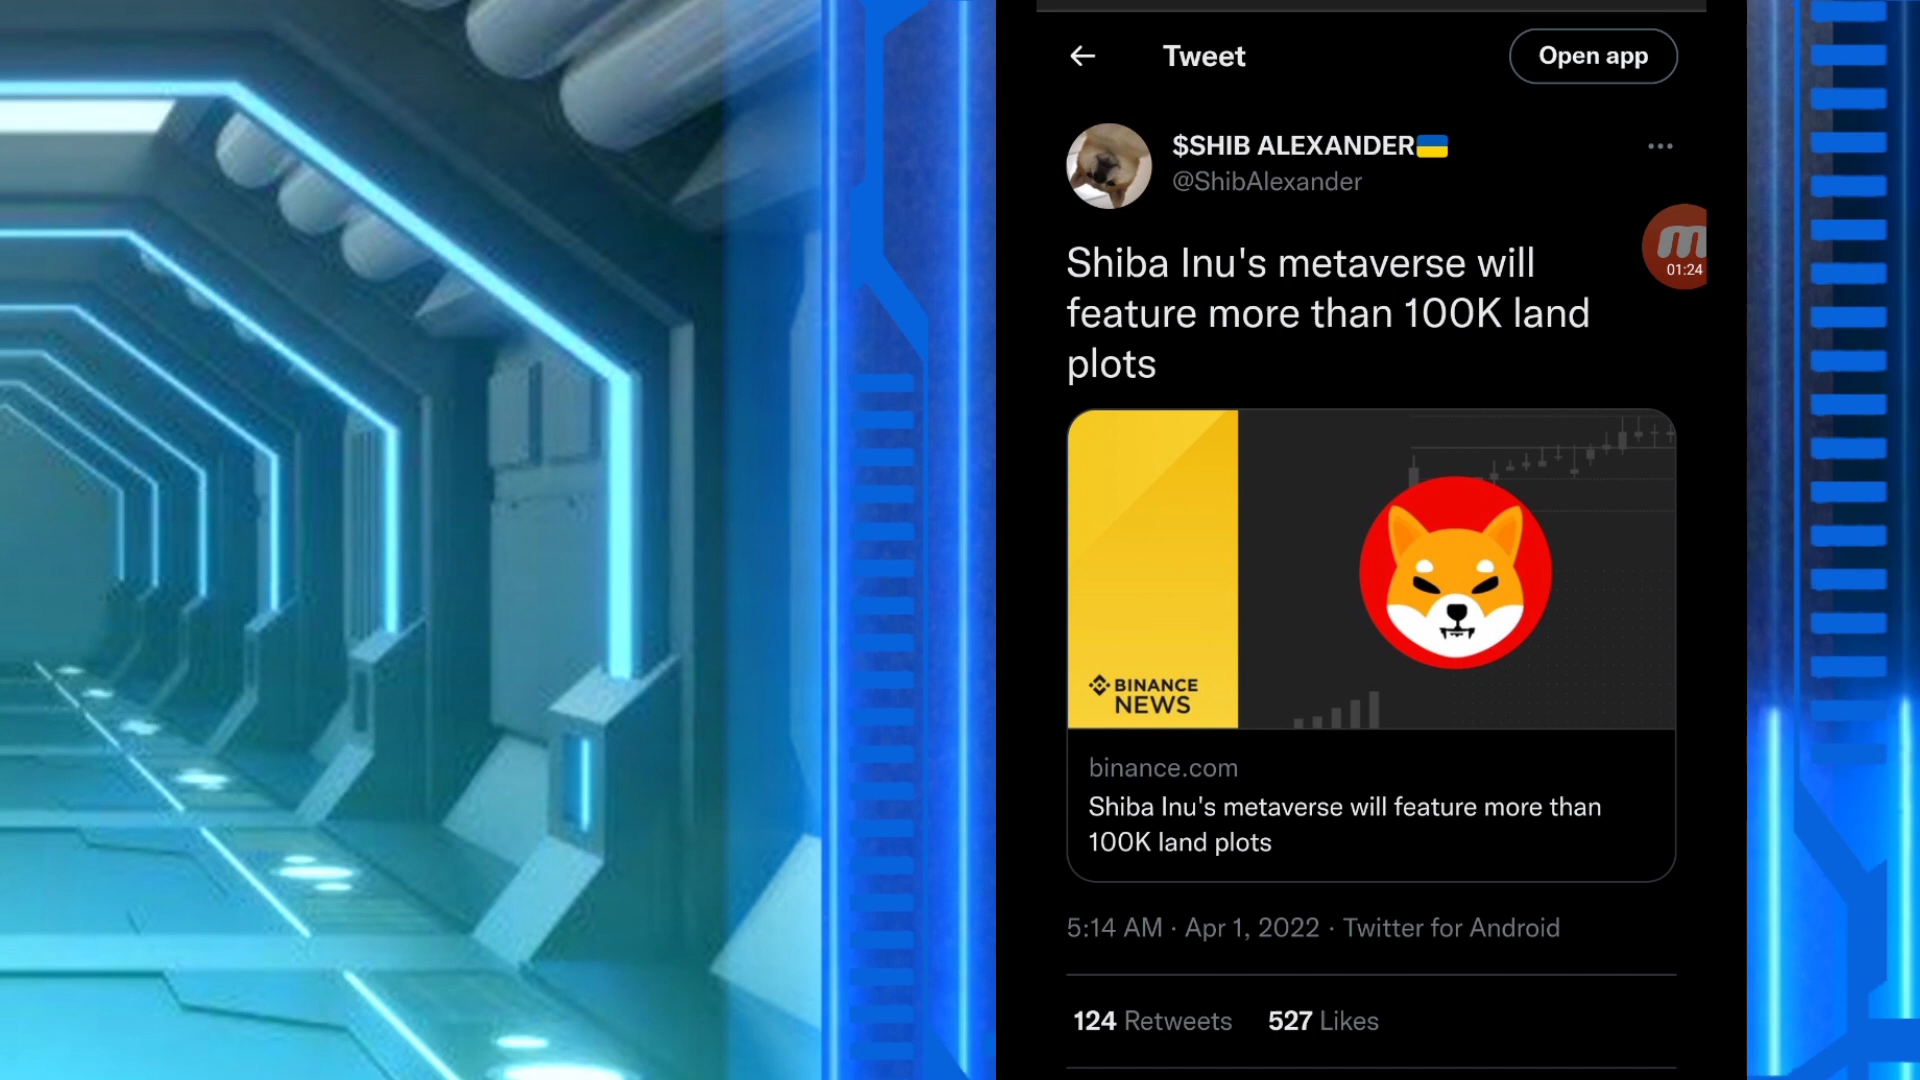 Tweet
Open app
$SHIB ALEXANDER🇺🇦
@ShibAlexander
Shiba Inu's metaverse will
feature more than 100K land
plots
01:24
BINANCE
NEWS
binance.com
Shiba Inu's metaverse will feature more than
100K land plots
5:14 AM · Apr 1, 2022 · Twitter for Android
124 Retweets 527 Likes